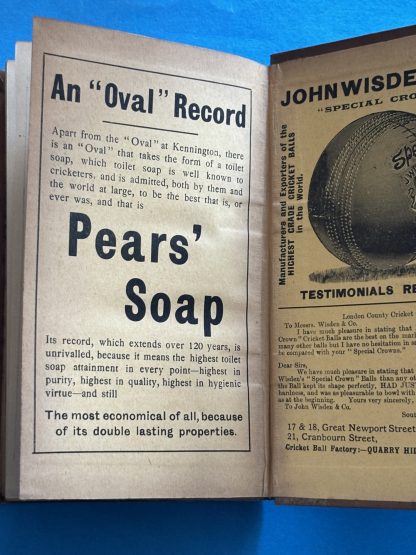 An "Oval" Record
Apart from the "Oval" at Kennington, there
is an "Oval" that takes the form of a toilet
soap, which toilet soap is well known to
cricketers, and is admitted, both by them and
the world at large, to be the best that is, or
ever was, and that is
Pears'
Soap
Its record, which extends over 120 years, is
unrivalled, because it means the highest toilet
soap attainment in every point—highest in
purity, highest in quality, highest in hygienic
virtue—and still
The most economical of all, because
of its double lasting properties.
JOHN WISDE
"SPECIAL CRO
Manufacturers and Exporters of the
HIGHEST GRADE CRICKET BALLS
in the World.
TESTIMONIALS RE
London County Cricket
To Messrs. Wisden & Co.
I have much pleasure in stating that
Crown" Cricket Balls are the best on the mar
many other balls but I have no hesitation in s
be compared with your "Special Crowns."
Dear Sirs,
We have much pleasure in stating that
Wisden's "Special Crown" Balls than any ot
the Ball kept its shape perfectly, HAD JUST
hardness, and was as pleasurable to bowl with
as at the beginning. Yours very sincerely,
To John Wisden & Co.
Sout
17 & 18, Great Newport Street
21, Cranbourn Street,
Cricket Ball Factory:—QUARRY HIL